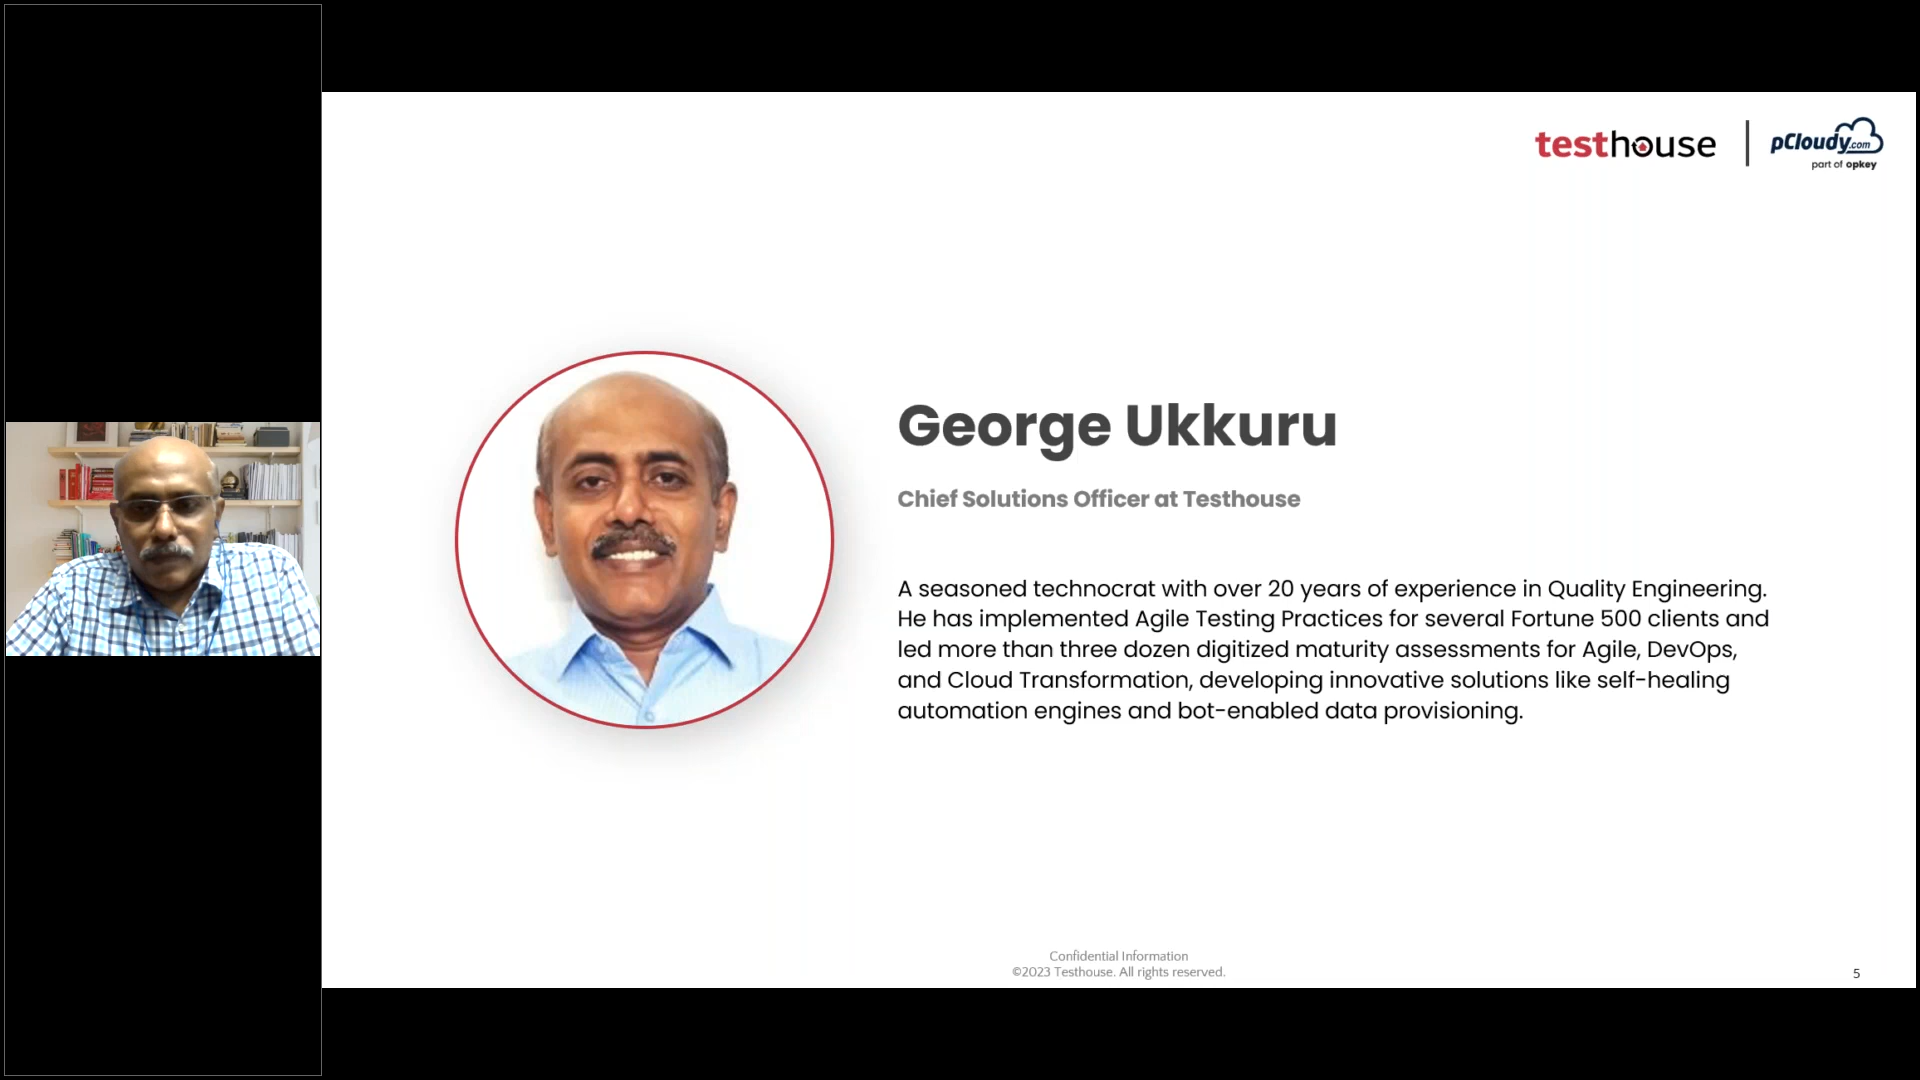 testhouse
pCloudy.com
part of opkey
George Ukkuru
Chief Solutions Officer at Testhouse
A seasoned technocrat with over 20 years of experience in Quality Engineering.
He has implemented Agile Testing Practices for several Fortune 500 clients and
led more than three dozen digitized maturity assessments for Agile, DevOps,
and Cloud Transformation, developing innovative solutions like self-healing
automation engines and bot-enabled data provisioning.
Confidential Information
©2023 Testhouse. All rights reserved.
5